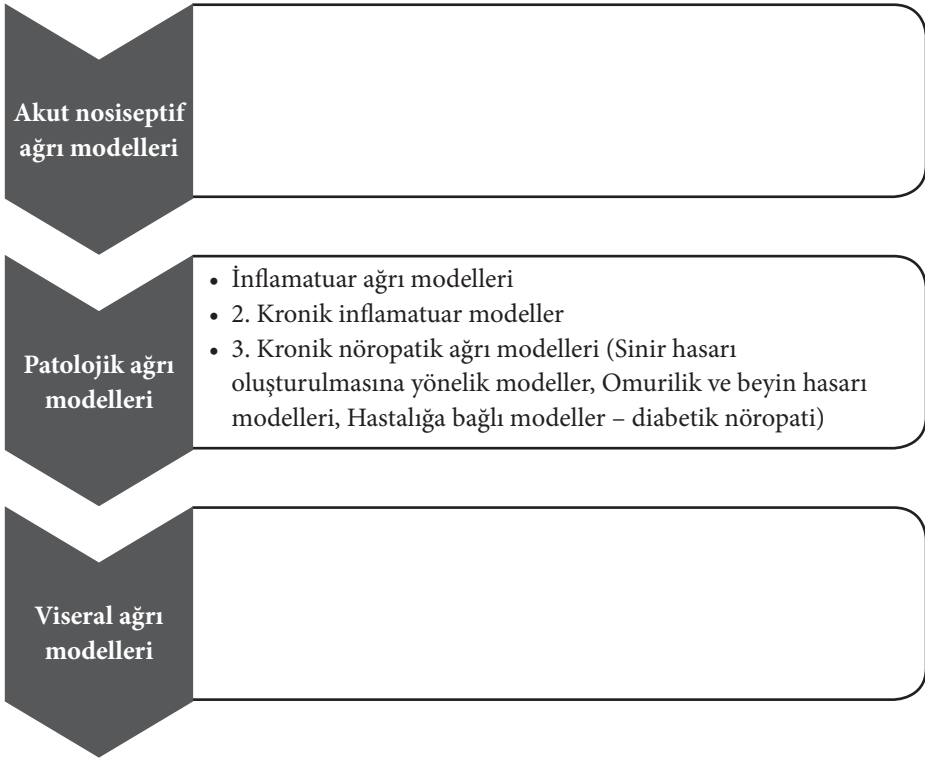 Akut nosiseptif
ağrı modelleri
Patolojik ağrı
modelleri
• İnflamatuar ağrı modelleri
• 2. Kronik inflamatuar modeller
• 3. Kronik nöropatik ağrı modelleri (Sinir hasarı
oluşturulmasına yönelik modeller, Omurilik ve beyin hasarı
modelleri, Hastalığa bağlı modeller – diabetik nöropati)
Viseral ağrı
modelleri